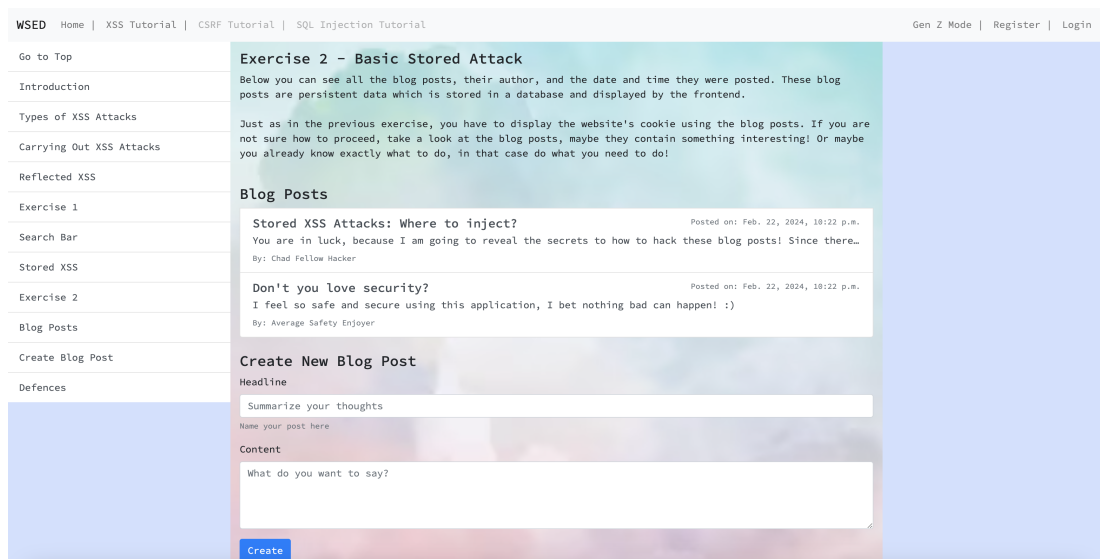 WSED Home | XSS Tutorial | CSRF Tutorial | SQL Injection Tutorial Gen Z Mode | Register | Login
Go to Top
Introduction
Types of XSS Attacks
Carrying Out XSS Attacks
Reflected XSS
Exercise 1
Search Bar
Stored XSS
Exercise 2
Blog Posts
Create Blog Post
Defences
Exercise 2 - Basic Stored Attack
Below you can see all the blog posts, their author, and the date and time they were posted. These blog
posts are persistent data which is stored in a database and displayed by the frontend.
Just as in the previous exercise, you have to display the website's cookie using the blog posts. If you are
not sure how to proceed, take a look at the blog posts, maybe they contain something interesting! Or maybe
you already know exactly what to do, in that case do what you need to do!
Blog Posts
Stored XSS Attacks: Where to inject? Posted on: Feb. 22, 2024, 10:22 p.m.
You are in luck, because I am going to reveal the secrets to how to hack these blog posts! Since there…
By: Chad Fellow Hacker
Don't you love security? Posted on: Feb. 22, 2024, 10:22 p.m.
I feel so safe and secure using this application, I bet nothing bad can happen! :)
By: Average Safety Enjoyer
Create New Blog Post
Headline
Summarize your thoughts
Name your post here
Content
What do you want to say?
Create